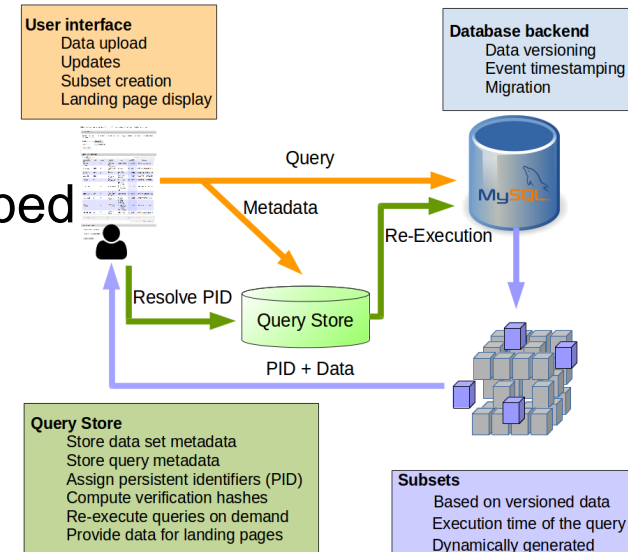 User interface
Data upload
Updates
Subset creation
Landing page display
Database backend
Data versioning
Event timestamping
Migration
Query
Metadata
MySQL
Re-Execution
Resolve PID
Query Store
PID + Data
Query Store
Store data set metadata
Store query metadata
Assign persistent identifiers (PID)
Compute verification hashes
Re-execute queries on demand
Provide data for landing pages
Subsets
Based on versioned data
Execution time of the query
Dynamically generated